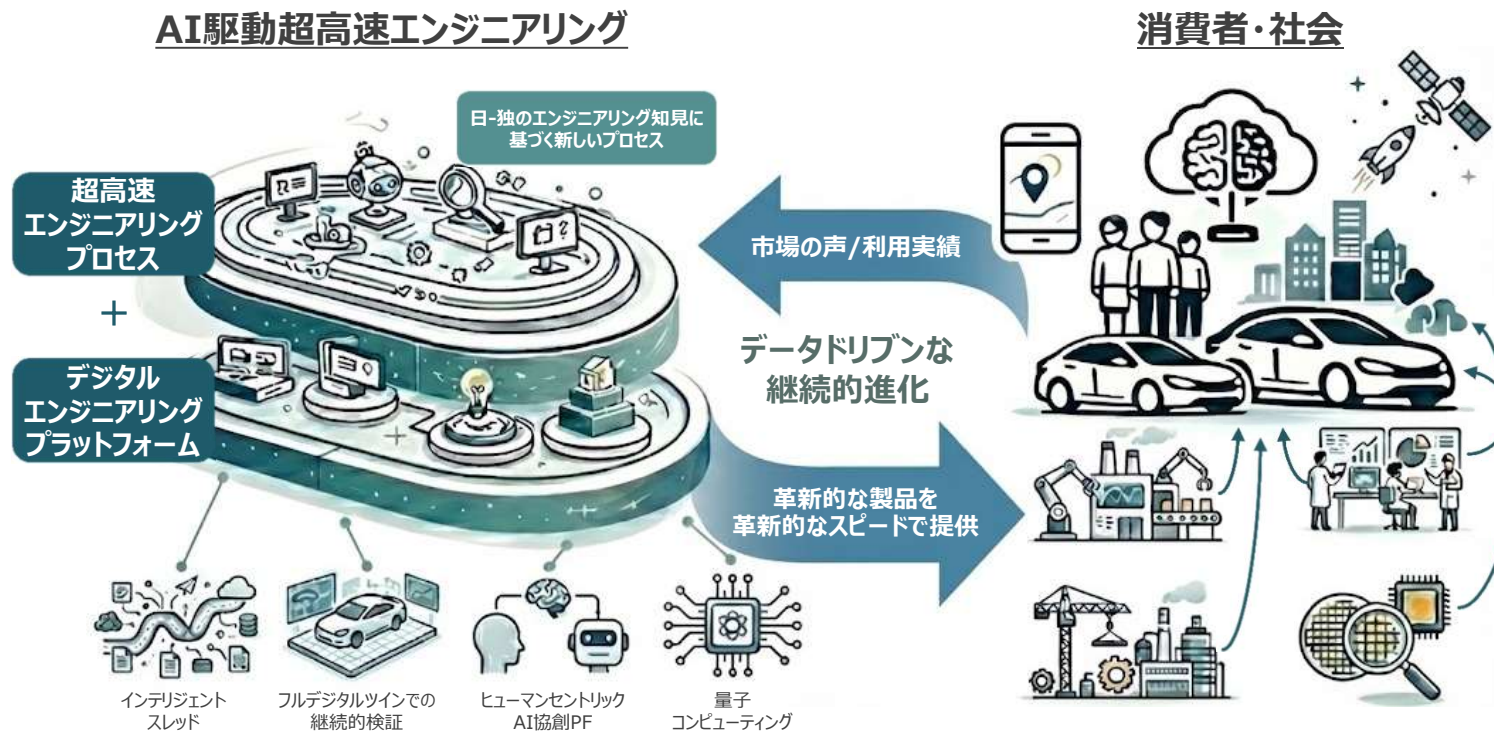 AI駆動超高速エンジニアリング
消費者・社会
日-独のエンジニアリング知見に
基づく新しいプロセス
超高速
エンジニアリング
プロセス
+
デジタル
エンジニアリング
プラットフォーム
市場の声/利用実績
データドリブンな
継続的進化
革新的な製品を
革新的なスピードで提供
インテリジェント
スレッド
フルデジタルツインでの
継続的検証
ヒューマンセントリック
AI協創PF
量子
コンピューティング